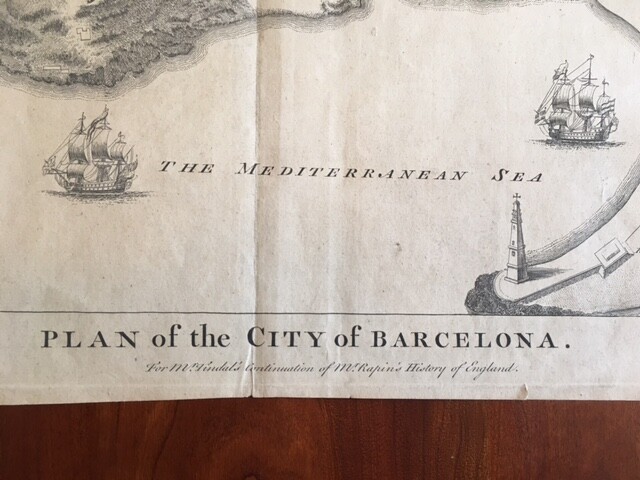 THE MEDITERRANEAN SEA
PLAN of the CITY of BARCELONA.
For Mr. Tindal's Continuation of Mr. Rapin's History of England.